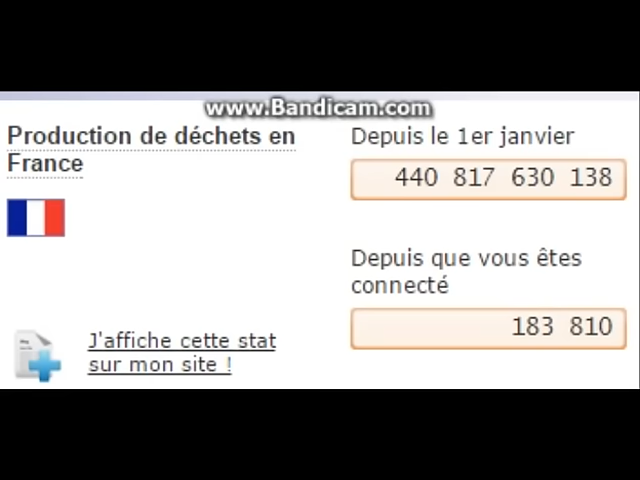 www.Bandicam.com
Production de déchets en
France
Depuis le 1er janvier
440 817 630 138
Depuis que vous êtes
connecté
183 810
J'affiche cette stat
sur mon site !